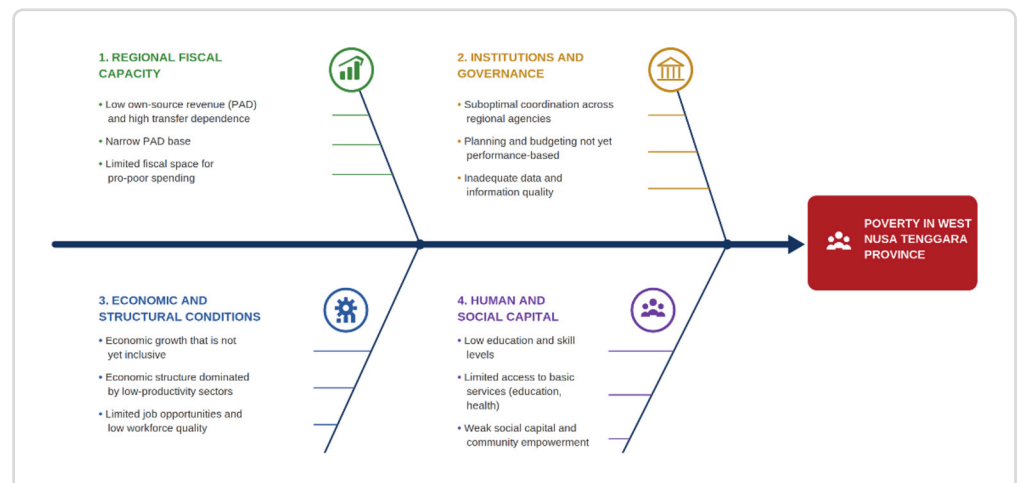 1. REGIONAL FISCAL
CAPACITY
• Low own-source revenue (PAD)
and high transfer dependence
• Narrow PAD base
• Limited fiscal space for
pro-poor spending
2. INSTITUTIONS AND
GOVERNANCE
• Suboptimal coordination across
regional agencies
• Planning and budgeting not yet
performance-based
• Inadequate data and
information quality
POVERTY IN WEST
NUSA TENGGARA
PROVINCE
3. ECONOMIC AND
STRUCTURAL CONDITIONS
• Economic growth that is not
yet inclusive
• Economic structure dominated
by low-productivity sectors
• Limited job opportunities and
low workforce quality
4. HUMAN AND
SOCIAL CAPITAL
• Low education and skill
levels
• Limited access to basic
services (education,
health)
• Weak social capital and
community empowerment